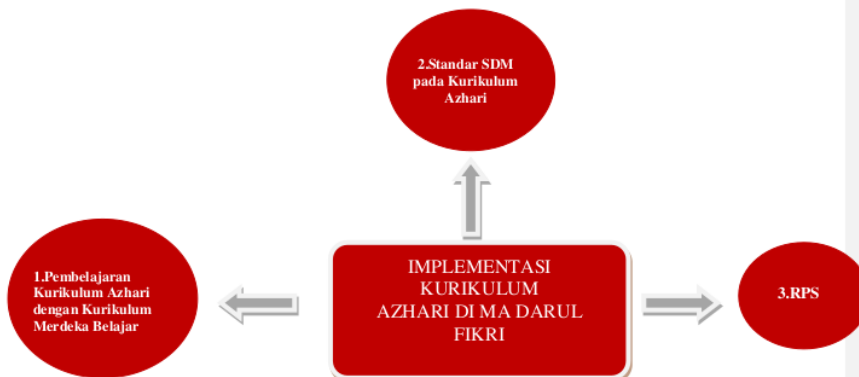 2.Standar SDM
pada Kurikulum
Azhari
1.Pembelajaran
Kurikulum Azhari
dengan Kurikulum
Merdeka Belajar
IMPLEMENTASI
KURIKULUM
AZHARI DI MA DARUL
FIKRI
3.RPS